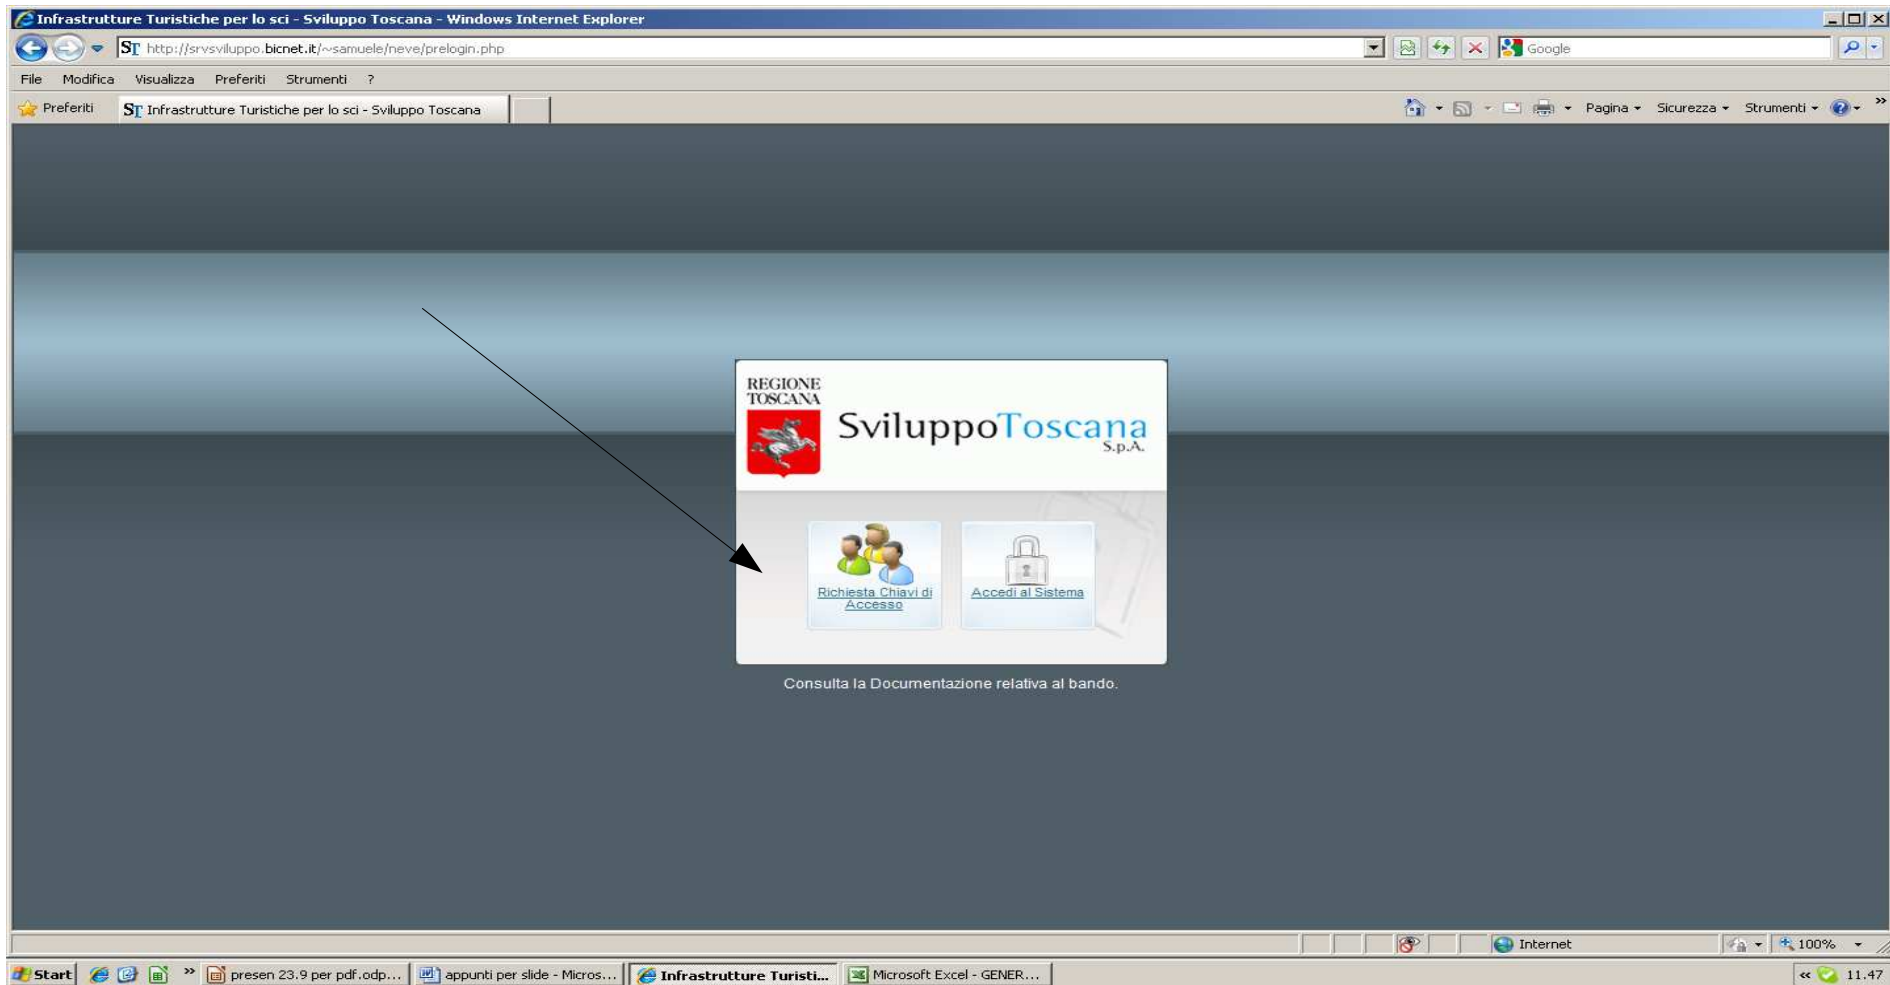 Infrastrutture Turistiche per lo sci - Sviluppo Toscana - Windows Internet Explorer
ST http://srvsviluppo.bicnet.it/~samuele/neve/prelogin.php
Google
File Modifica Visualizza Preferiti Strumenti ?
Preferiti
ST Infrastrutture Turistiche per lo sci - Sviluppo Toscana
Pagina Sicurezza Strumenti
REGIONE
TOSCANA
SviluppoToscana
S.p.A.
Richiesta Chiavi di
Accesso
Accedi al Sistema
Consulta la Documentazione relativa al bando.
Internet
100%
Start
presen 23.9 per pdf.odp...
appunti per slide - Micros...
Infrastrutture Turisti...
Microsoft Excel - GENER...
11.47